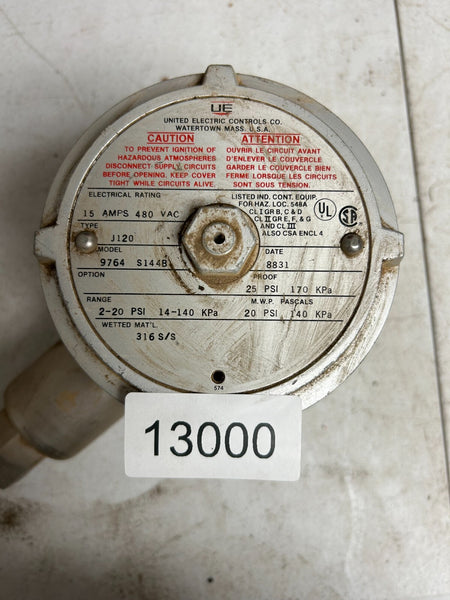 UE
UNITED ELECTRIC CONTROLS CO.
WATERTOWN MASS. U.S.A.
CAUTION
TO PREVENT IGNITION OF
HAZARDOUS ATMOSPHERES
DISCONNECT SUPPLY CIRCUITS
BEFORE OPENING. KEEP COVER
TIGHT WHILE CIRCUITS ALIVE.
ATTENTION
OUVRIR LE CIRCUIT AVANT
D'ENLEVER LE COUVERCLE
GARDER LE COUVERCLE BIEN
FERME LORSQUE LES CIRCUITS
SONT SOUS TENSION.
ELECTRICAL RATING
15 AMPS 480 VAC
LISTED IND. CONT. EQUIP.
FOR HAZ. LOC. 548A
CL I GR B, C & D
CL II GR E, F, & G
AND CL III
ALSO CSA ENCL 4
UL
SA
TYPE
J120
MODEL
9764 S144B
DATE
8831
OPTION
PROOF
25 PSI 170 KPa
RANGE
2-20 PSI 14-140 KPa
M.W.P. PASCALS
20 PSI 140 KPa
WETTED MAT'L.
316 S/S
574
13000